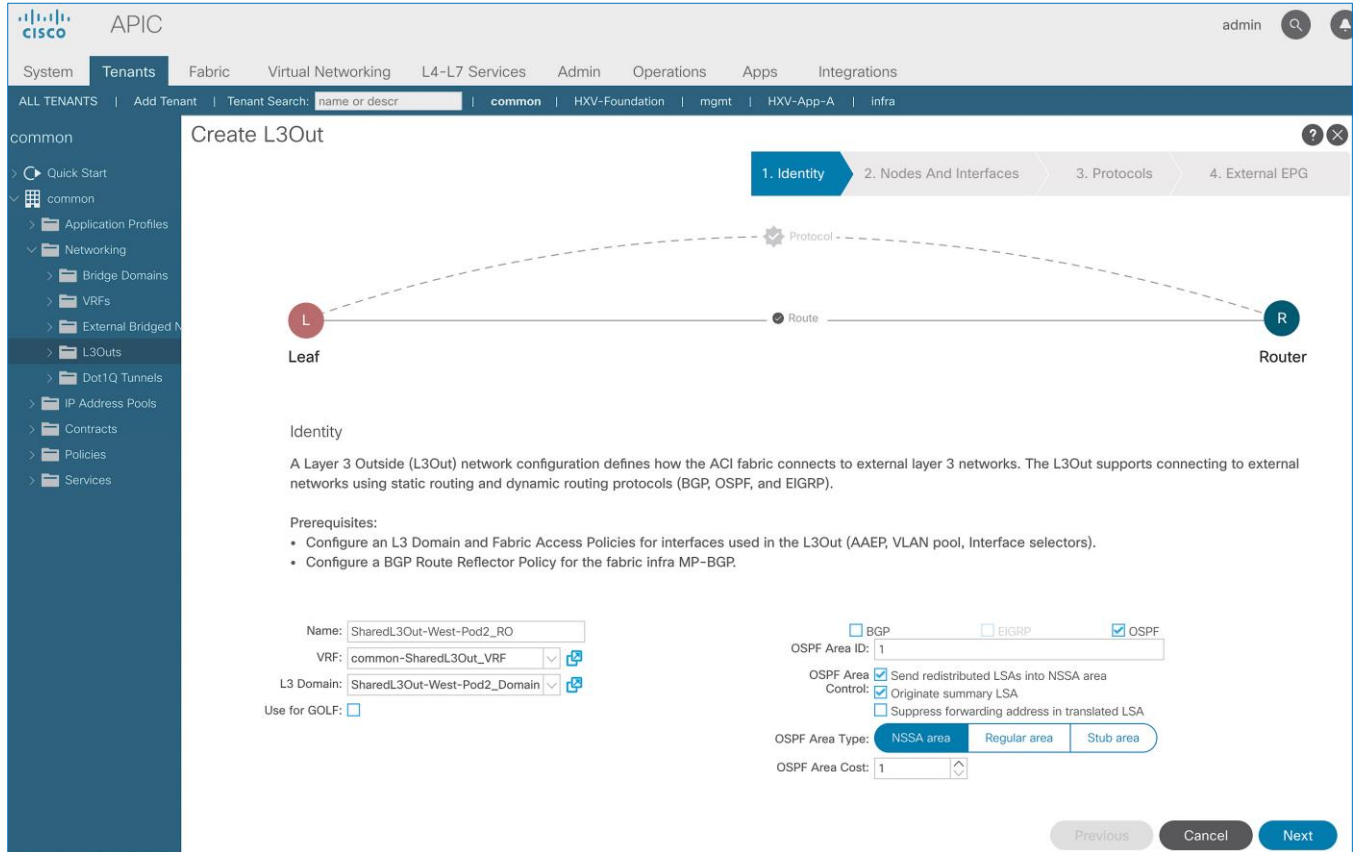 CISCO APIC admin
System Tenants Fabric Virtual Networking L4-L7 Services Admin Operations Apps Integrations
ALL TENANTS | Add Tenant | Tenant Search: name or descr | common | HXV-Foundation | mgmt | HXV-App-A | infra
common
Quick Start
common
Application Profiles
Networking
Bridge Domains
VRFs
External Bridged N
L3Outs
Dot1Q Tunnels
IP Address Pools
Contracts
Policies
Services
Create L3Out
1. Identity 2. Nodes And Interfaces 3. Protocols 4. External EPG
Protocol
L Route R
Leaf Router
Identity
A Layer 3 Outside (L3Out) network configuration defines how the ACI fabric connects to external layer 3 networks. The L3Out supports connecting to external
networks using static routing and dynamic routing protocols (BGP, OSPF, and EIGRP).
Prerequisites:
• Configure an L3 Domain and Fabric Access Policies for interfaces used in the L3Out (AAEP, VLAN pool, Interface selectors).
• Configure a BGP Route Reflector Policy for the fabric infra MP-BGP.
Name: SharedL3Out-West-Pod2_RO
VRF: common-SharedL3Out_VRF
L3 Domain: SharedL3Out-West-Pod2_Domain
Use for GOLF:
BGP EIGRP OSPF
OSPF Area ID: 1
OSPF Area Control: Send redistributed LSAs into NSSA area
Originate summary LSA
Suppress forwarding address in translated LSA
OSPF Area Type: NSSA area Regular area Stub area
OSPF Area Cost: 1
Previous Cancel Next